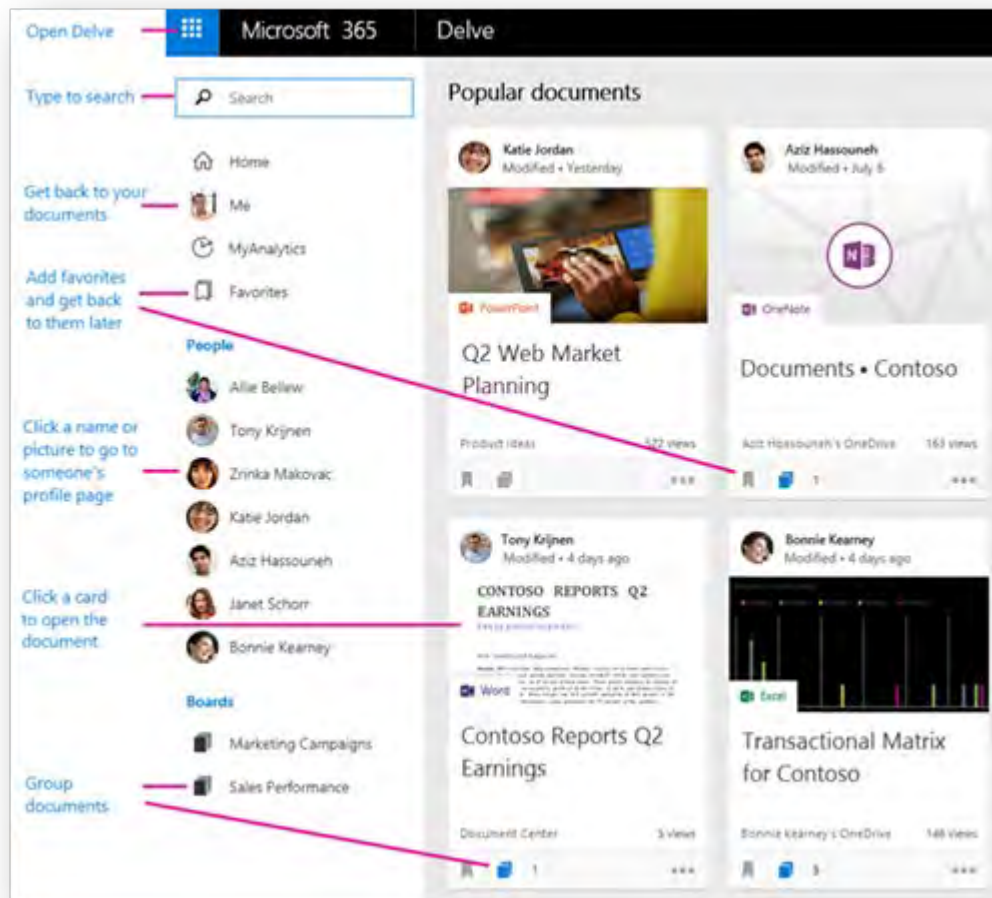 Open Delve
Microsoft 365
Delve
Type to search
Search
Home
Get back to your
documents
Me
MyAnalytics
Add favorites
and get back
to them later
Favorites
People
Allie Bellew
Click a name or
picture to go to
someone's
profile page
Tony Krijnen
Zrinka Makovac
Katie Jordan
Aziz Hassouneh
Click a card
to open the
document
Janet Schorr
Bonnie Kearney
Boards
Marketing Campaigns
Group
documents
Sales Performance
Popular documents
Katie Jordan
Modified • Yesterday
PowerPoint
Q2 Web Market
Planning
Product Ideas
572 views
Aziz Hassouneh
Modified • July 6
N
OneNote
Documents • Contoso
Aziz Hassouneh's OneDrive
163 views
1
Tony Krijnen
Modified • 4 days ago
CONTOSO REPORTS Q2
EARNINGS
Word
Contoso Reports Q2
Earnings
Document Center
5 views
1
Bonnie Kearney
Modified • 4 days ago
Excel
Transactional Matrix
for Contoso
Bonnie Kearney's OneDrive
148 views